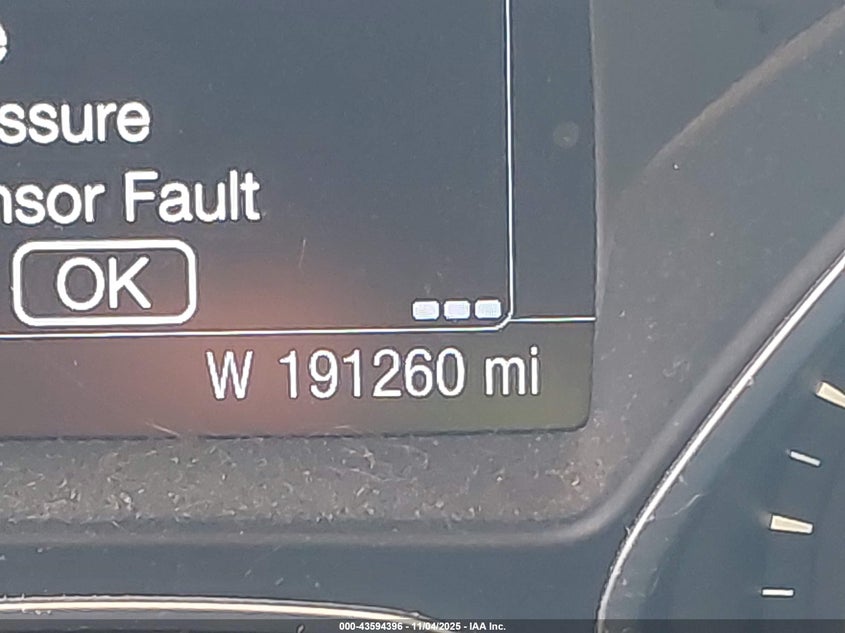 e
ssure
nsor Fault
OK
W 191260 mi
000-43594396 - 11/04/2025 - IAA Inc.